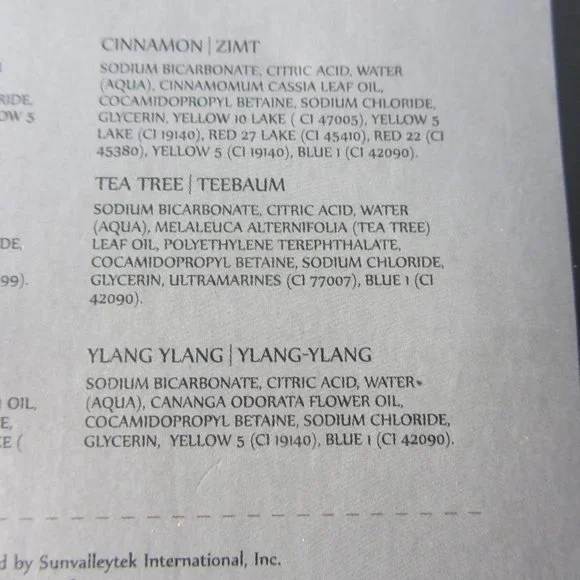 CINNAMON | ZIMT
SODIUM BICARBONATE, CITRIC ACID, WATER
(AQUA), CINNAMOMUM CASSIA LEAF OIL,
COCAMIDOPROPYL BETAINE, SODIUM CHLORIDE,
GLYCERIN, YELLOW 10 LAKE ( CI 47005), YELLOW 5
LAKE (CI 19140), RED 27 LAKE (CI 45410), RED 22 (CI
45380), YELLOW 5 (CI 19140), BLUE 1 (CI 42090).
TEA TREE | TEEBAUM
SODIUM BICARBONATE, CITRIC ACID, WATER
(AQUA), MELALEUCA ALTERNIFOLIA (TEA TREE)
LEAF OIL, POLYETHYLENE TEREPHTHALATE,
COCAMIDOPROPYL BETAINE, SODIUM CHLORIDE,
GLYCERIN, ULTRAMARINES (CI 77007), BLUE 1 (CI
42090).
YLANG YLANG | YLANG-YLANG
SODIUM BICARBONATE, CITRIC ACID, WATER
(AQUA), CANANGA ODORATA FLOWER OIL,
COCAMIDOPROPYL BETAINE, SODIUM CHLORIDE,
GLYCERIN, YELLOW 5 (CI 19140), BLUE 1 (CI 42090).
OW 5
99).
OIL,
by Sunvalleytek International, Inc.